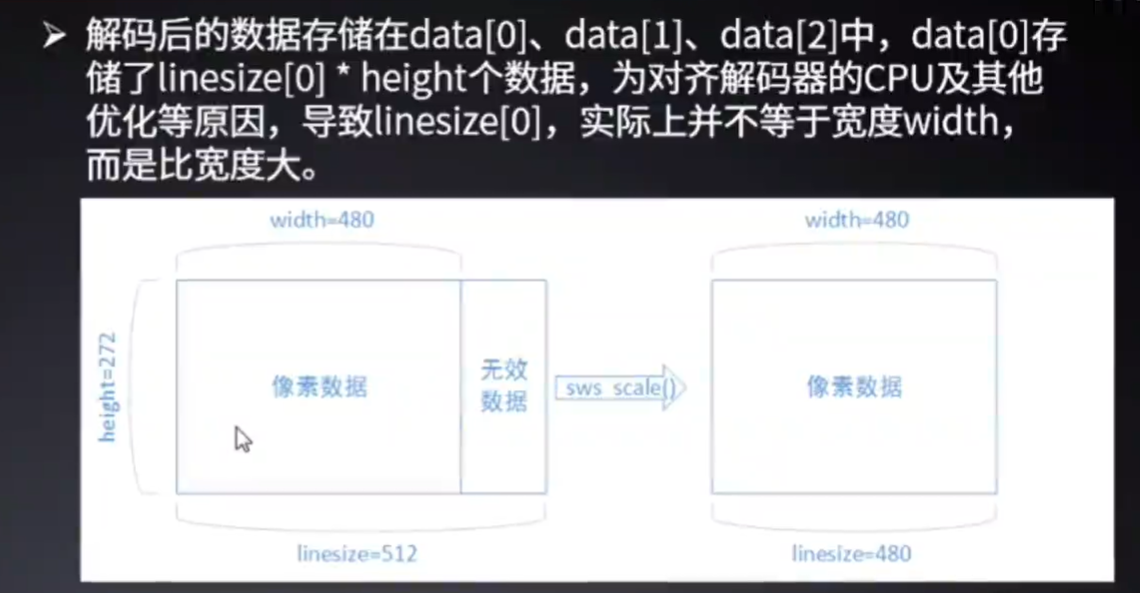 ➤ 解码后的数据存储在data[0]、data[1]、data[2]中，data[0]存
储了linesize[0] * height个数据，为对齐解码器的CPU及其他
优化等原因，导致linesize[0]，实际上并不等于宽度width，
而是比宽度大。
width=480
width=480
height=272
像素数据
无效
数据
sws_scale()
像素数据
linesize=512
linesize=480